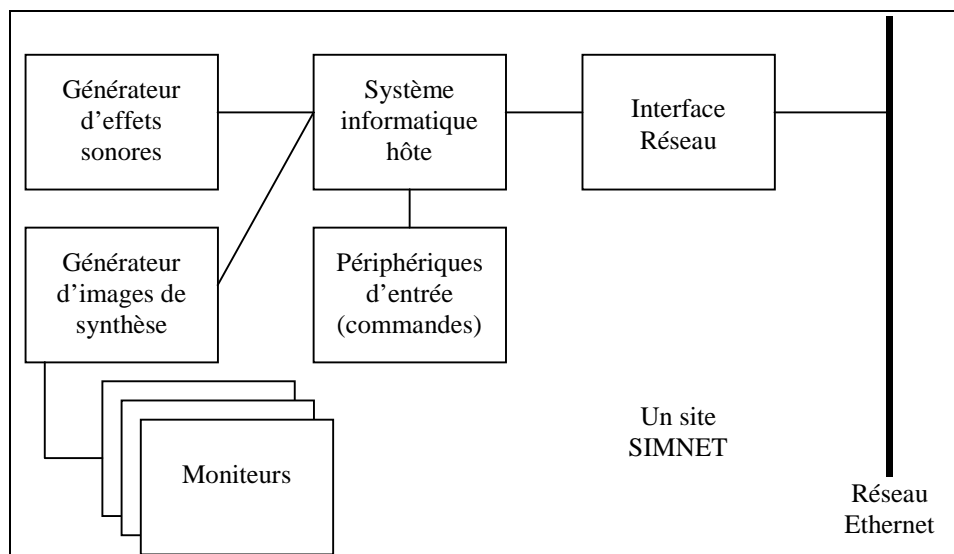 Générateur
d'effets
sonores
Système
informatique
hôte
Interface
Réseau
Générateur
d'images de
synthèse
Périphériques
d'entrée
(commandes)
Moniteurs
Un site
SIMNET
Réseau
Ethernet